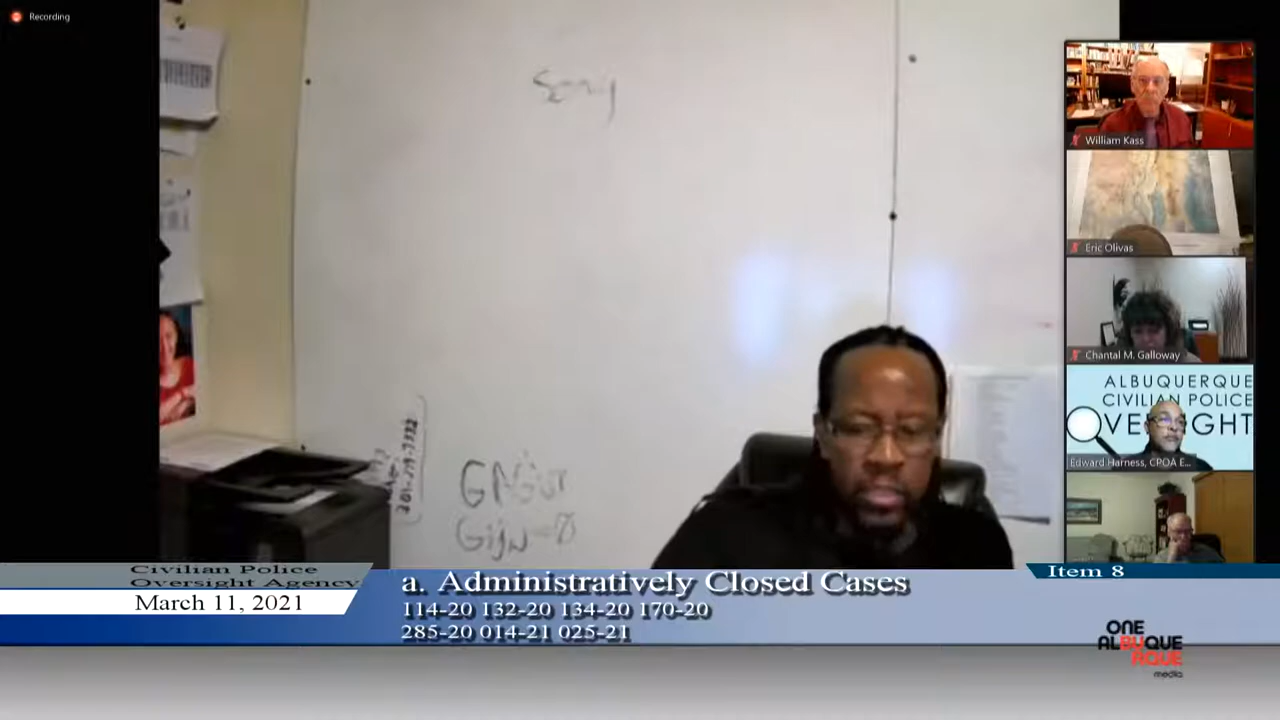 Recording
William Kass
Eric Olivas
Chantal M. Galloway
ALBUQUERQUE
CIVILIAN POLICE
Edward Harness, CPOA E...
Civilian Police
Oversight Agency
March 11, 2021
a. Administratively Closed Cases
114-20 132-20 134-20 170-20
285-20 014-21 025-21
Item 8
ONE
ALBUQUE
RQUE
media